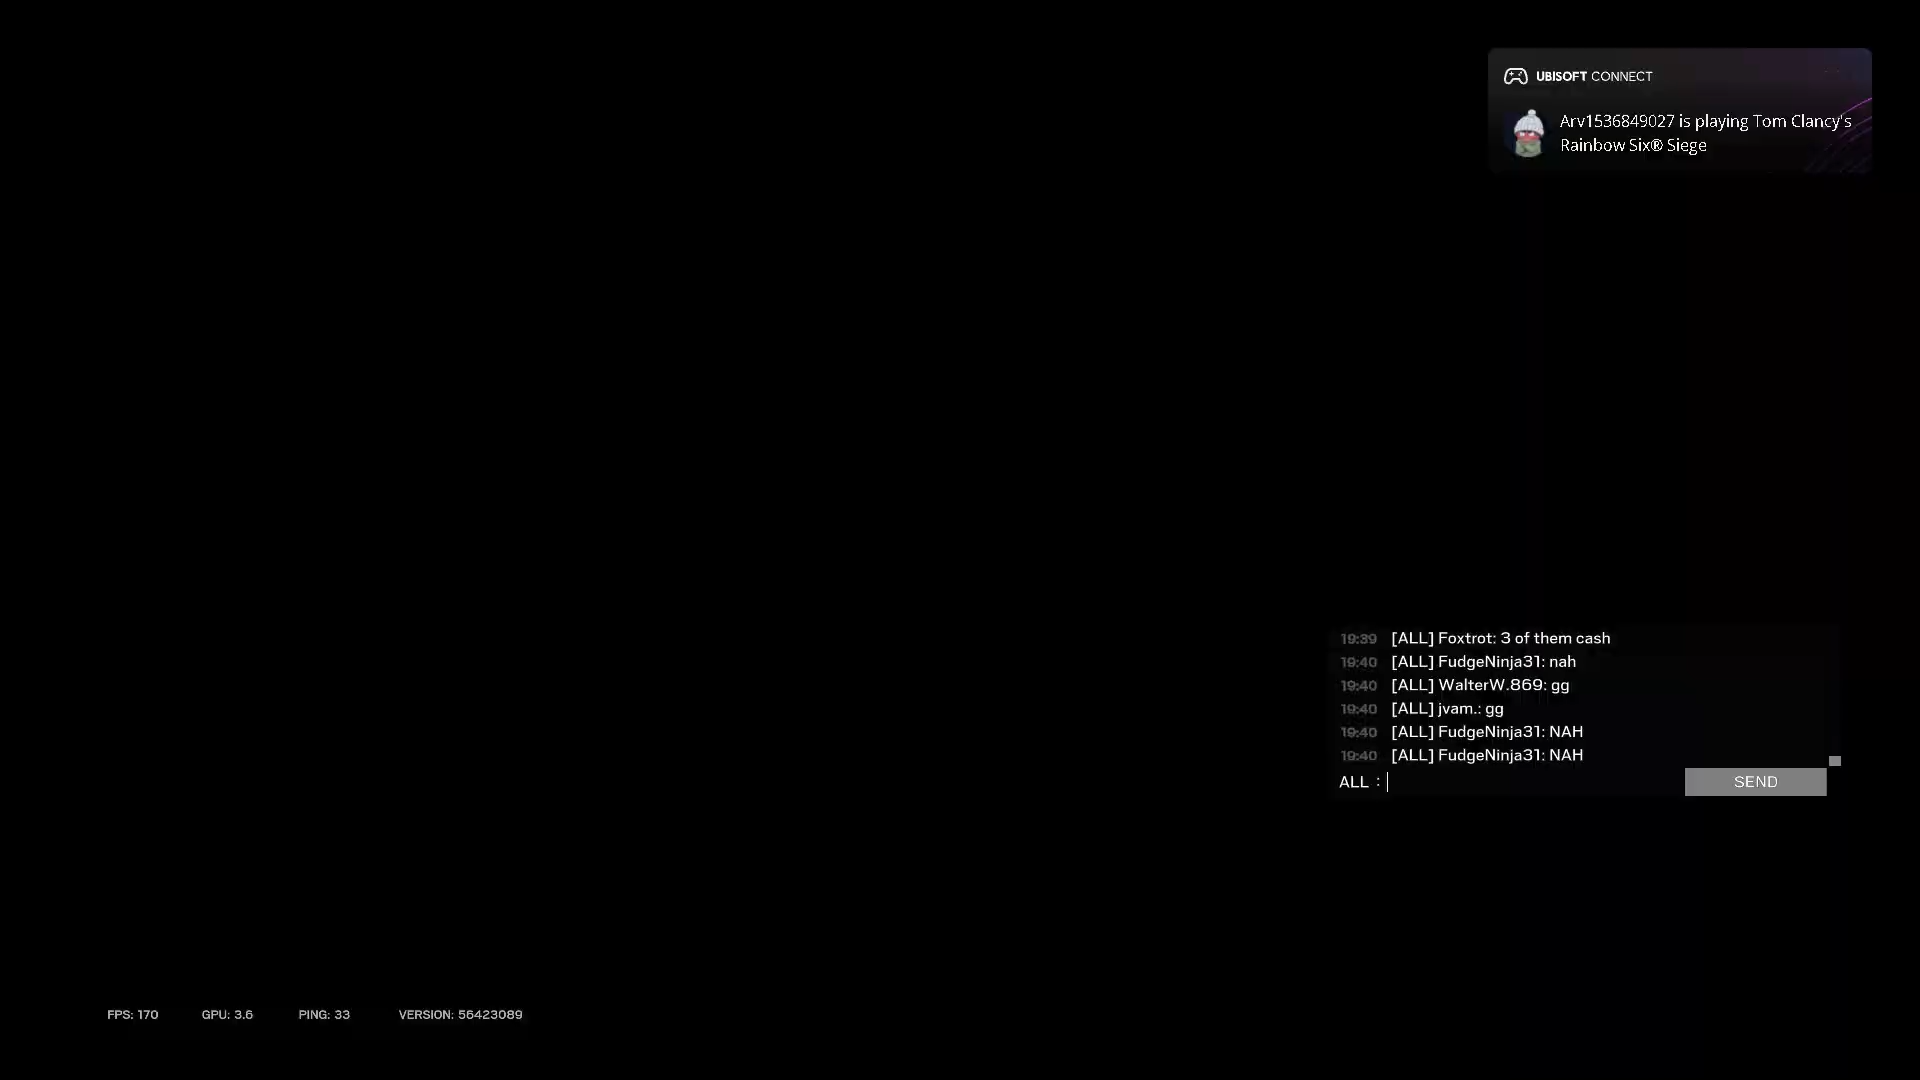 UBISOFT CONNECT
Arv1536849027 is playing Tom Clancy's
Rainbow Six® Siege
19:39 [ALL] Foxtrot: 3 of them cash
19:40 [ALL] FudgeNinja31: nah
19:40 [ALL] WalterW.869: gg
19:40 [ALL] jvam.: gg
19:40 [ALL] FudgeNinja31: NAH
19:40 [ALL] FudgeNinja31: NAH
ALL : SEND
FPS: 170 GPU: 3.6 PING: 33 VERSION: 56423089